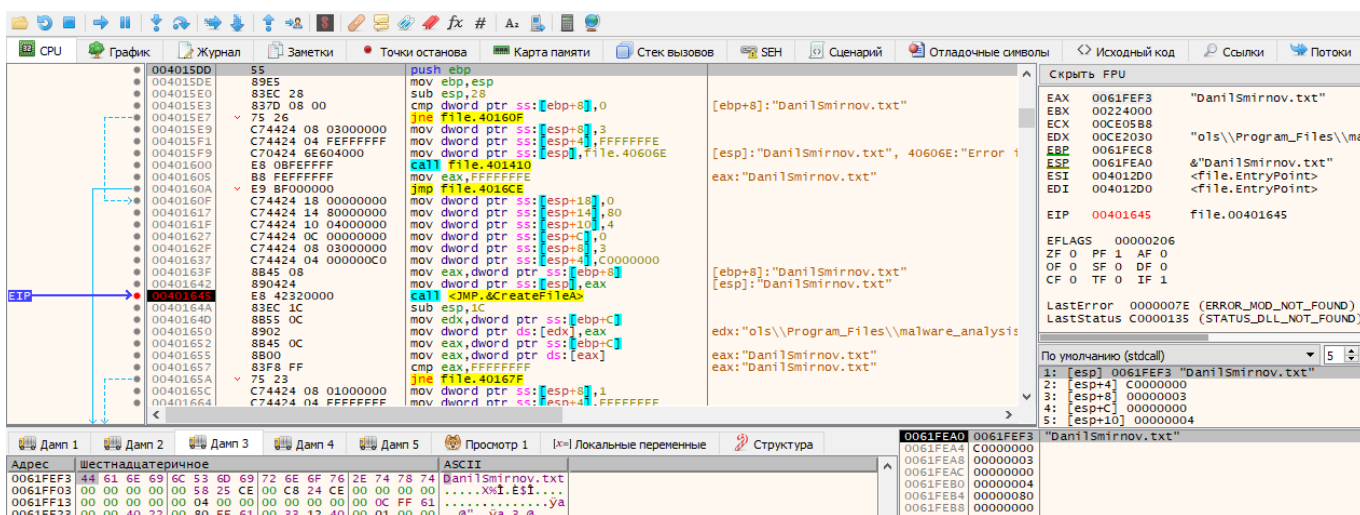 CPU График Журнал Заметки Точки останова Карта памяти Стек вызовов SEH Сценарий Отладочные символы Исходный код Ссылки Потоки
004015DD 55 push ebp
004015DE 89E5 mov ebp,esp
004015E0 83EC 28 sub esp,28
004015E3 837D 08 00 cmp dword ptr ss:[ebp+8],0 [ebp+8]:"DanilSmirnov.txt"
004015E7 75 26 jne file.40160F
004015E9 C74424 08 03000000 mov dword ptr ss:[esp+8],3
004015F1 C74424 04 FEFFFFFF mov dword ptr ss:[esp+4],FFFFFFFE
004015F9 C70424 6E604000 mov dword ptr ss:[esp],file.40606E [esp]:"DanilSmirnov.txt", 40606E:"Error i
00401600 E8 0BFEFFFF call file.401410
00401605 B8 FEFFFFFF mov eax,FFFFFFFE eax:"DanilSmirnov.txt"
0040160A E9 BF000000 jmp file.4016CE
0040160F C74424 18 00000000 mov dword ptr ss:[esp+18],0
00401617 C74424 14 80000000 mov dword ptr ss:[esp+14],80
0040161F C74424 10 04000000 mov dword ptr ss:[esp+10],4
00401627 C74424 0C 00000000 mov dword ptr ss:[esp+C],0
0040162F C74424 08 03000000 mov dword ptr ss:[esp+8],3
00401637 C74424 04 000000C0 mov dword ptr ss:[esp+4],C0000000
0040163F 8B45 08 mov eax,dword ptr ss:[ebp+8] [ebp+8]:"DanilSmirnov.txt"
00401642 890424 mov dword ptr ss:[esp],eax [esp]:"DanilSmirnov.txt"
EIP 00401645 E8 42320000 call <JMP.&CreateFileA>
0040164A 83EC 1C sub esp,1C
0040164D 8B55 0C mov edx,dword ptr ss:[ebp+C]
00401650 8902 mov dword ptr ds:[edx],eax edx:"ols\\Program_Files\\malware_analysis
00401652 8B45 0C mov eax,dword ptr ss:[ebp+C]
00401655 8B00 mov eax,dword ptr ds:[eax] eax:"DanilSmirnov.txt"
00401657 83F8 FF cmp eax,FFFFFFFF eax:"DanilSmirnov.txt"
0040165A 75 23 jne file.40167F
0040165C C74424 08 01000000 mov dword ptr ss:[esp+8],1
00401664 C74424 04 FFFFFFFF mov dword ptr ss:[esp+4],FFFFFFFF
Скрыть FPU
EAX 0061FEF3 "DanilSmirnov.txt"
EBX 00224000
ECX 00CE05B8
EDX 00CE2030 "ols\\Program_Files\\ma
EBP 0061FEC8
ESP 0061FEA0 &"DanilSmirnov.txt"
ESI 004012D0 <file.EntryPoint>
EDI 004012D0 <file.EntryPoint>
EIP 00401645 file.00401645
EFLAGS 00000206
ZF 0 PF 1 AF 0
OF 0 SF 0 DF 0
CF 0 TF 0 IF 1
LastError 0000007E (ERROR_MOD_NOT_FOUND)
LastStatus C0000135 (STATUS_DLL_NOT_FOUND)
По умолчанию (stdcall) 5
1: [esp] 0061FEF3 "DanilSmirnov.txt"
2: [esp+4] C0000000
3: [esp+8] 00000003
4: [esp+C] 00000000
5: [esp+10] 00000004
Дамп 1 Дамп 2 Дамп 3 Дамп 4 Дамп 5 Просмотр 1 Локальные переменные Структура
Адрес Шестнадцатеричное ASCII
0061FEF3 44 61 6E 69 6C 53 6D 69 72 6E 6F 76 2E 74 78 74 DanilSmirnov.txt
0061FF03 00 00 00 00 00 58 25 CE 00 C8 24 CE 00 00 00 00 .....X%Î.È$Î....
0061FF13 00 00 00 00 04 00 00 00 00 00 00 00 00 0C FF 61 ..............ÿa
0061FEA0 0061FEF3 "DanilSmirnov.txt"
0061FEA4 C0000000
0061FEA8 00000003
0061FEAC 00000000
0061FEB0 00000004
0061FEB4 00000080
0061FEB8 00000000